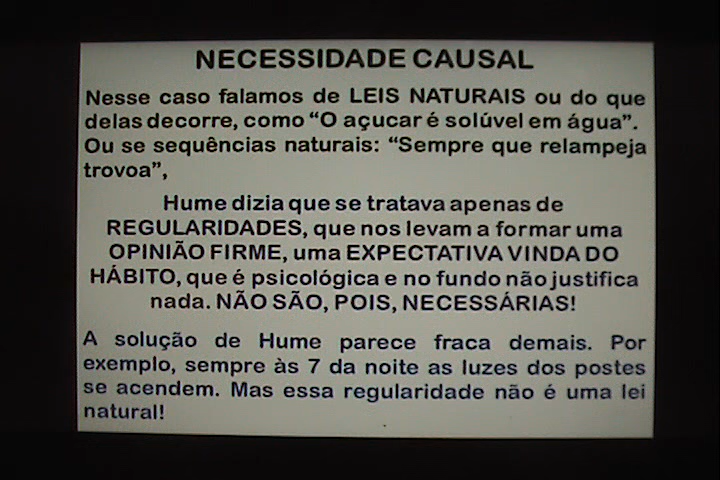 NECESSIDADE CAUSAL
Nesse caso falamos de LEIS NATURAIS ou do que
delas decorre, como “O açucar é solúvel em água”.
Ou se sequências naturais: “Sempre que relampeja
trovoa”,
Hume dizia que se tratava apenas de
REGULARIDADES, que nos levam a formar uma
OPINIÃO FIRME, uma EXPECTATIVA VINDA DO
HÁBITO, que é psicológica e no fundo não justifica
nada. NÃO SÃO, POIS, NECESSÁRIAS!
A solução de Hume parece fraca demais. Por
exemplo, sempre às 7 da noite as luzes dos postes
se acendem. Mas essa regularidade não é uma lei
natural!